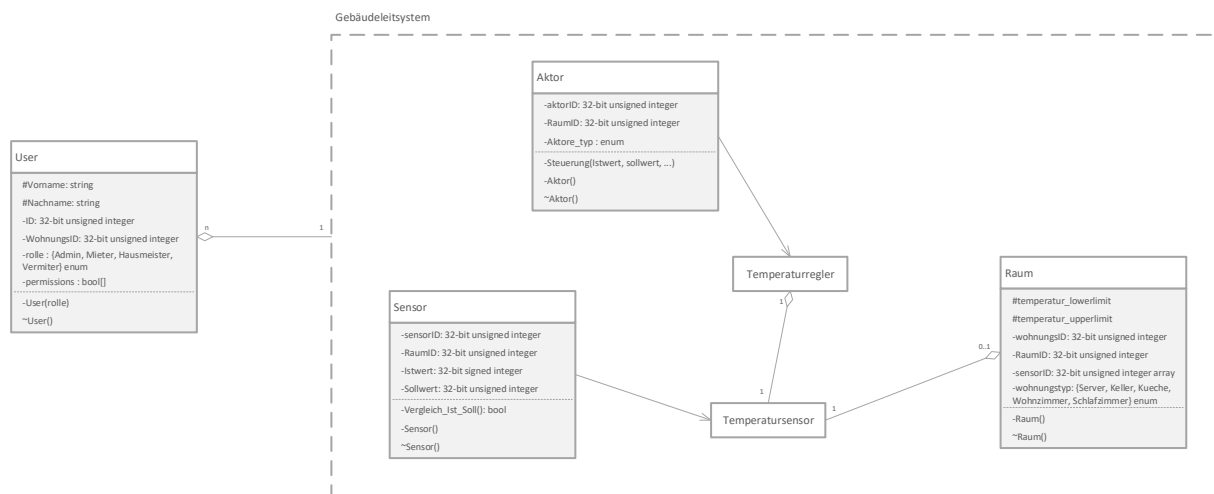 Gebäudeleitsystem
Aktor
-aktorID: 32-bit unsigned integer
-RaumID: 32-bit unsigned integer
-Aktore_typ : enum
-Steuerung(Istwert, sollwert, ...)
-Aktor()
~Aktor()
User
#Vorname: string
#Nachname: string
-ID: 32-bit unsigned integer
-WohnungsID: 32-bit unsigned integer
-rolle : {Admin, Mieter, Hausmeister,
Vermiter} enum
-permissions : bool[]
-User(rolle)
~User()
n
1
Temperaturregler
1
Sensor
-sensorID: 32-bit unsigned integer
-RaumID: 32-bit unsigned integer
-Istwert: 32-bit signed integer
-Sollwert: 32-bit unsigned integer
-Vergleich_Ist_Soll(): bool
-Sensor()
~Sensor()
1
Temperatursensor
1
0..1
Raum
#temperatur_lowerlimit
#temperatur_upperlimit
-wohnungsID: 32-bit unsigned integer
-RaumID: 32-bit unsigned integer
-sensorID: 32-bit unsigned integer array
-wohnungstyp: {Server, Keller, Kueche,
Wohnzimmer, Schlafzimmer} enum
-Raum()
~Raum()